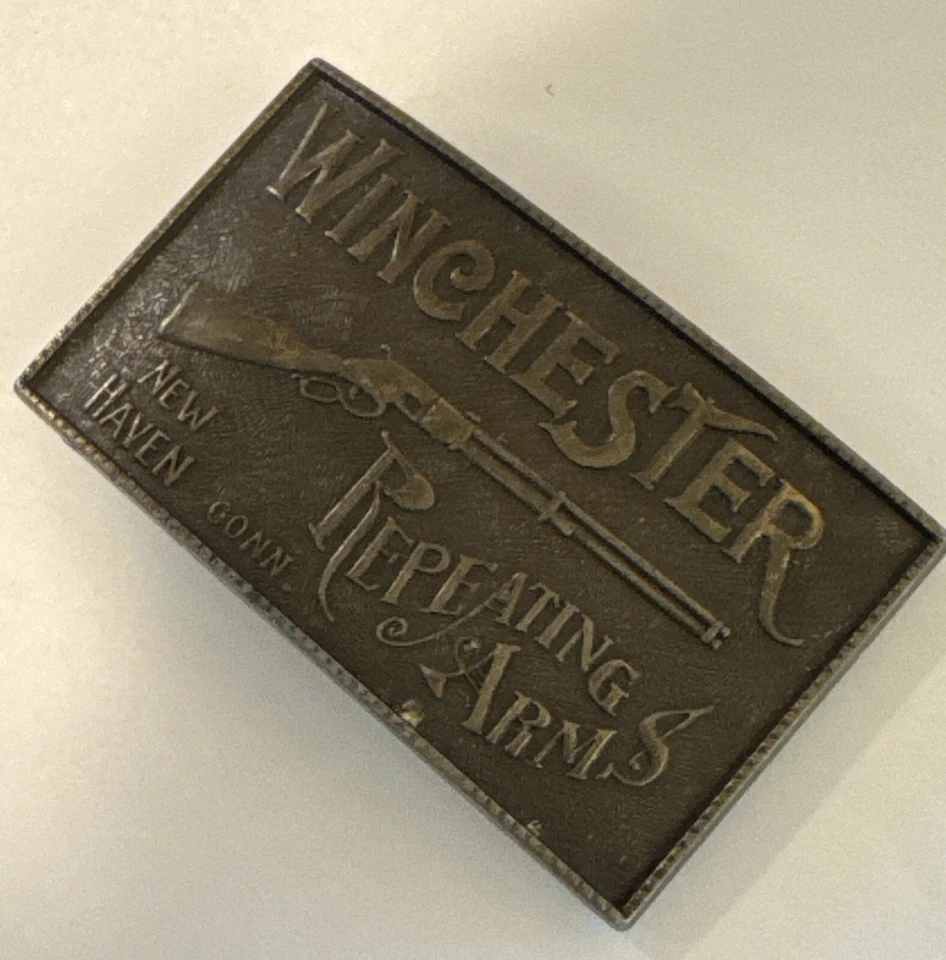 WINCHESTER
REPEATING
ARMS
NEW
HAVEN
CONN.